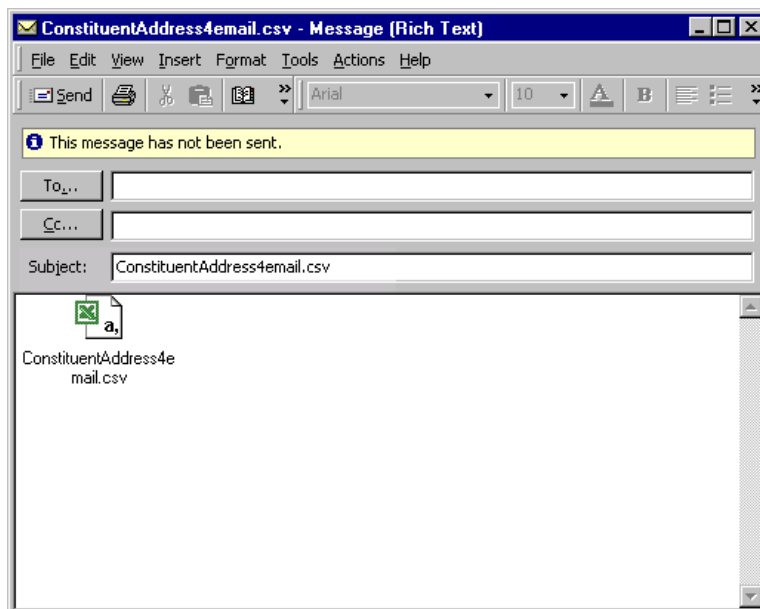 ConstituentAddress4email.csv - Message (Rich Text)
File Edit View Insert Format Tools Actions Help
Send Arial 10 A B
This message has not been sent.
To...
Cc...
Subject: ConstituentAddress4email.csv
a,
ConstituentAddress4e
mail.csv